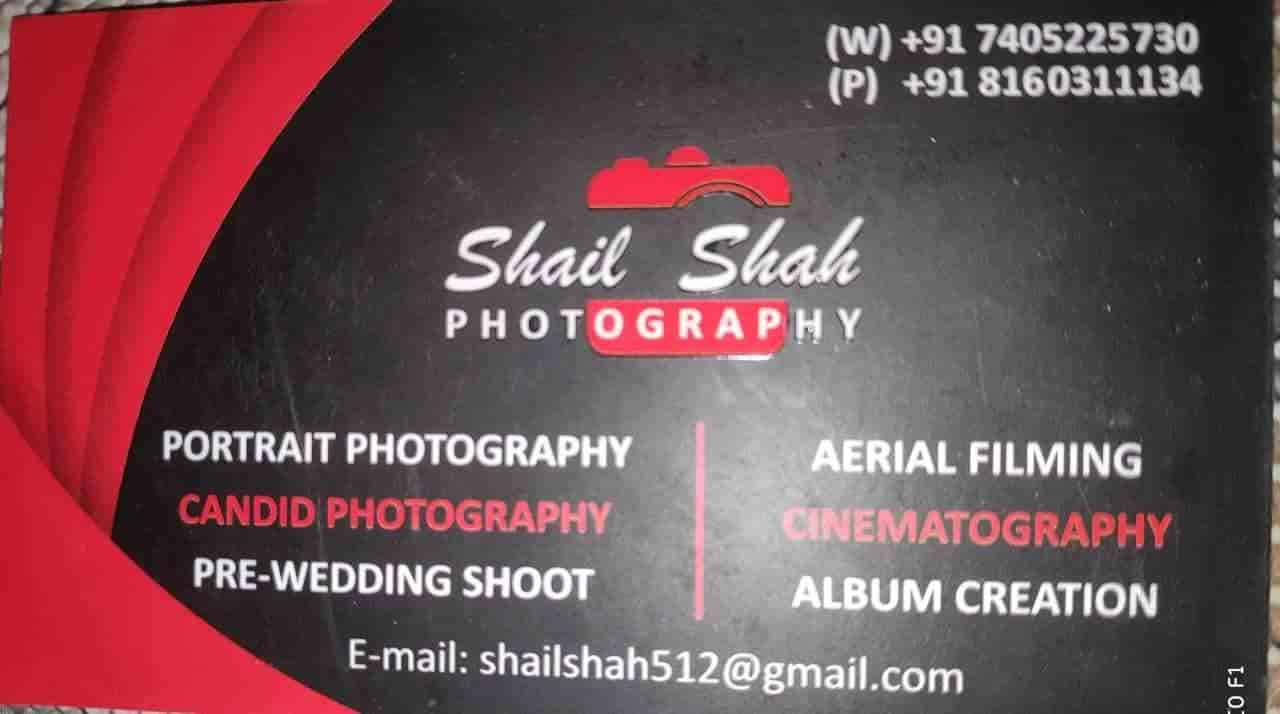 (W) +91 7405225730
(P) +91 8160311134
Shail Shah
PHOTOGRAPHY
PORTRAIT PHOTOGRAPHY
CANDID PHOTOGRAPHY
PRE-WEDDING SHOOT
AERIAL FILMING
CINEMATOGRAPHY
ALBUM CREATION
E-mail: shailshah512@gmail.com